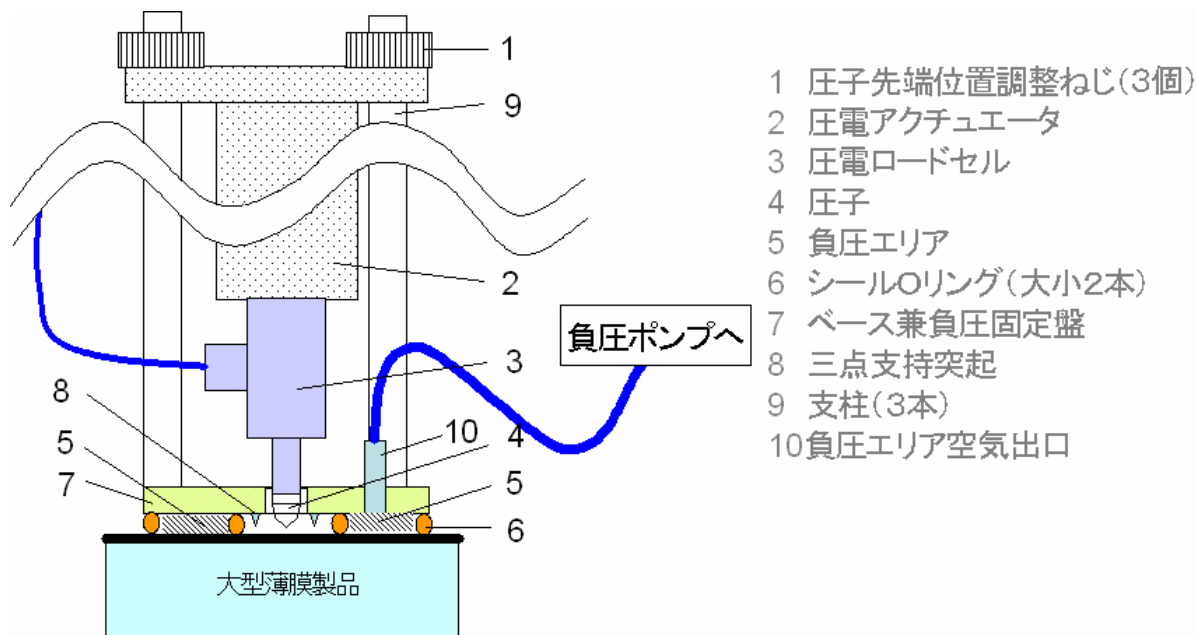 1
9
2
負圧ポンプへ
3
8
10
4
5
5
7
6
大型薄膜製品
1 圧子先端位置調整ねじ(3個)
2 圧電アクチュエータ
3 圧電ロードセル
4 圧子
5 負圧エリア
6 シールOリング(大小2本)
7 ベース兼負圧固定盤
8 三点支持突起
9 支柱(3本)
10負圧エリア空気出口